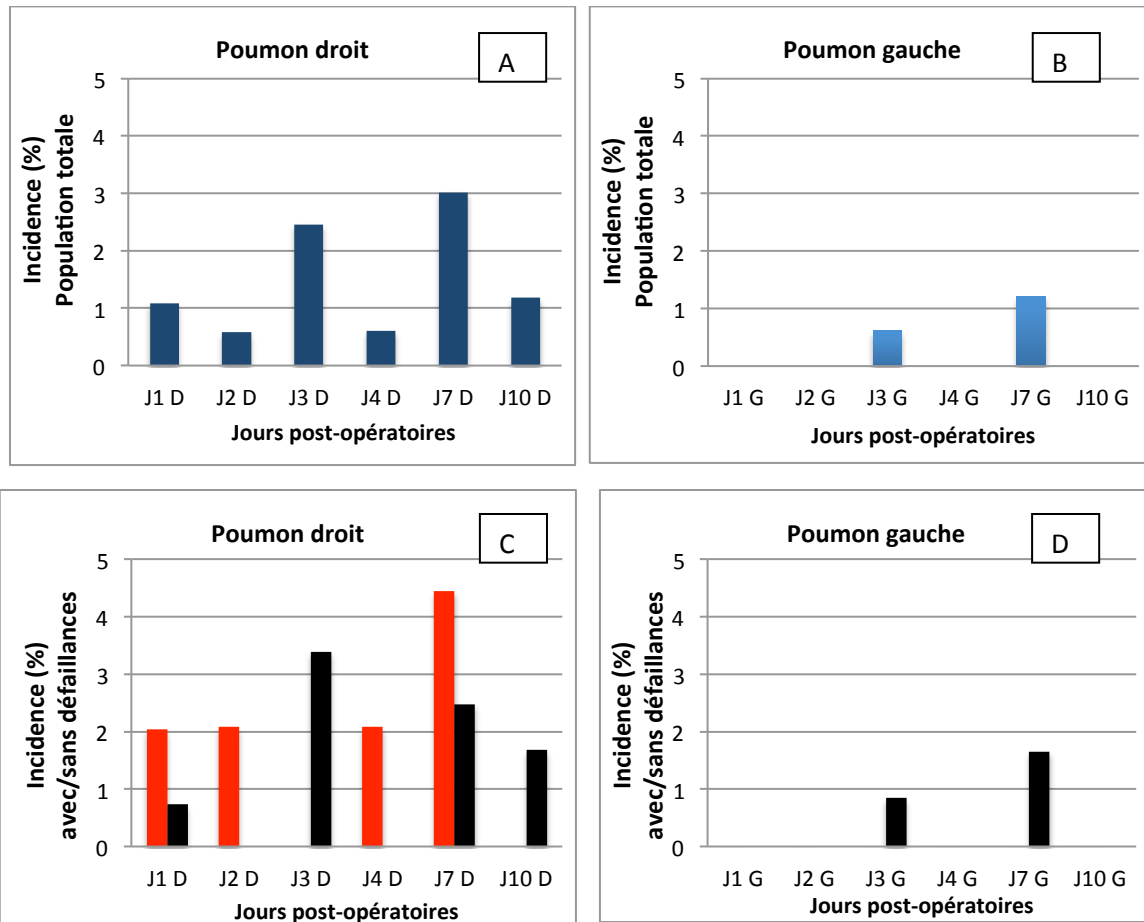 Poumon droit
A
Incidence (%)
Population totale
5
4
3
2
1
0
J1 D J2 D J3 D J4 D J7 D J10 D
Jours post-opératoires
Poumon gauche
B
Incidence (%)
Population totale
5
4
3
2
1
0
J1 G J2 G J3 G J4 G J7 G J10 G
Jours post-opératoires
Poumon droit
C
Incidence (%)
avec/sans défaillances
5
4
3
2
1
0
J1 D J2 D J3 D J4 D J7 D J10 D
Jours post-opératoires
Poumon gauche
D
Incidence (%)
avec/sans défaillances
5
4
3
2
1
0
J1 G J2 G J3 G J4 G J7 G J10 G
Jours post-opératoires